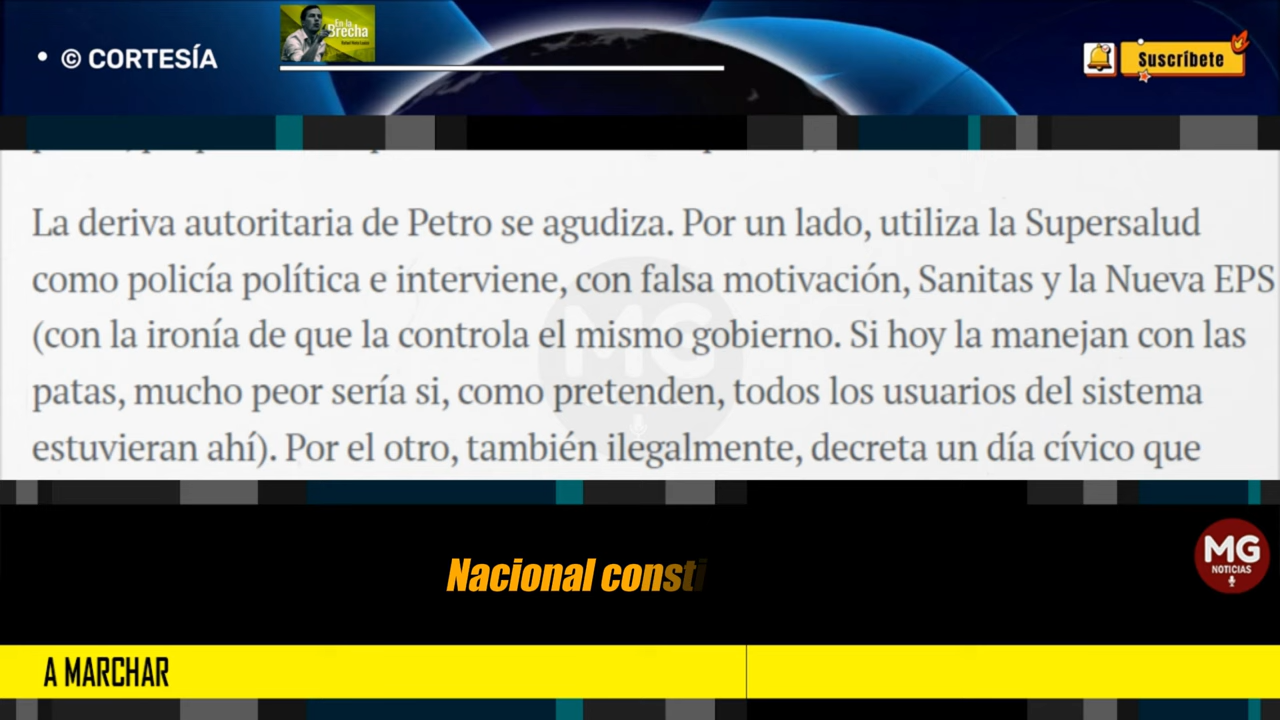 • © CORTESÍA
En la
Brecha
Suscríbete
La deriva autoritaria de Petro se agudiza. Por un lado, utiliza la Supersalud
como policía política e interviene, con falsa motivación, Sanitas y la Nueva EPS
(con la ironía de que la controla el mismo gobierno. Si hoy la manejan con las
patas, mucho peor sería si, como pretenden, todos los usuarios del sistema
estuvieran ahí). Por el otro, también ilegalmente, decreta un día cívico que
MG
Nacional consti
MG
NOTICIAS
A MARCHAR